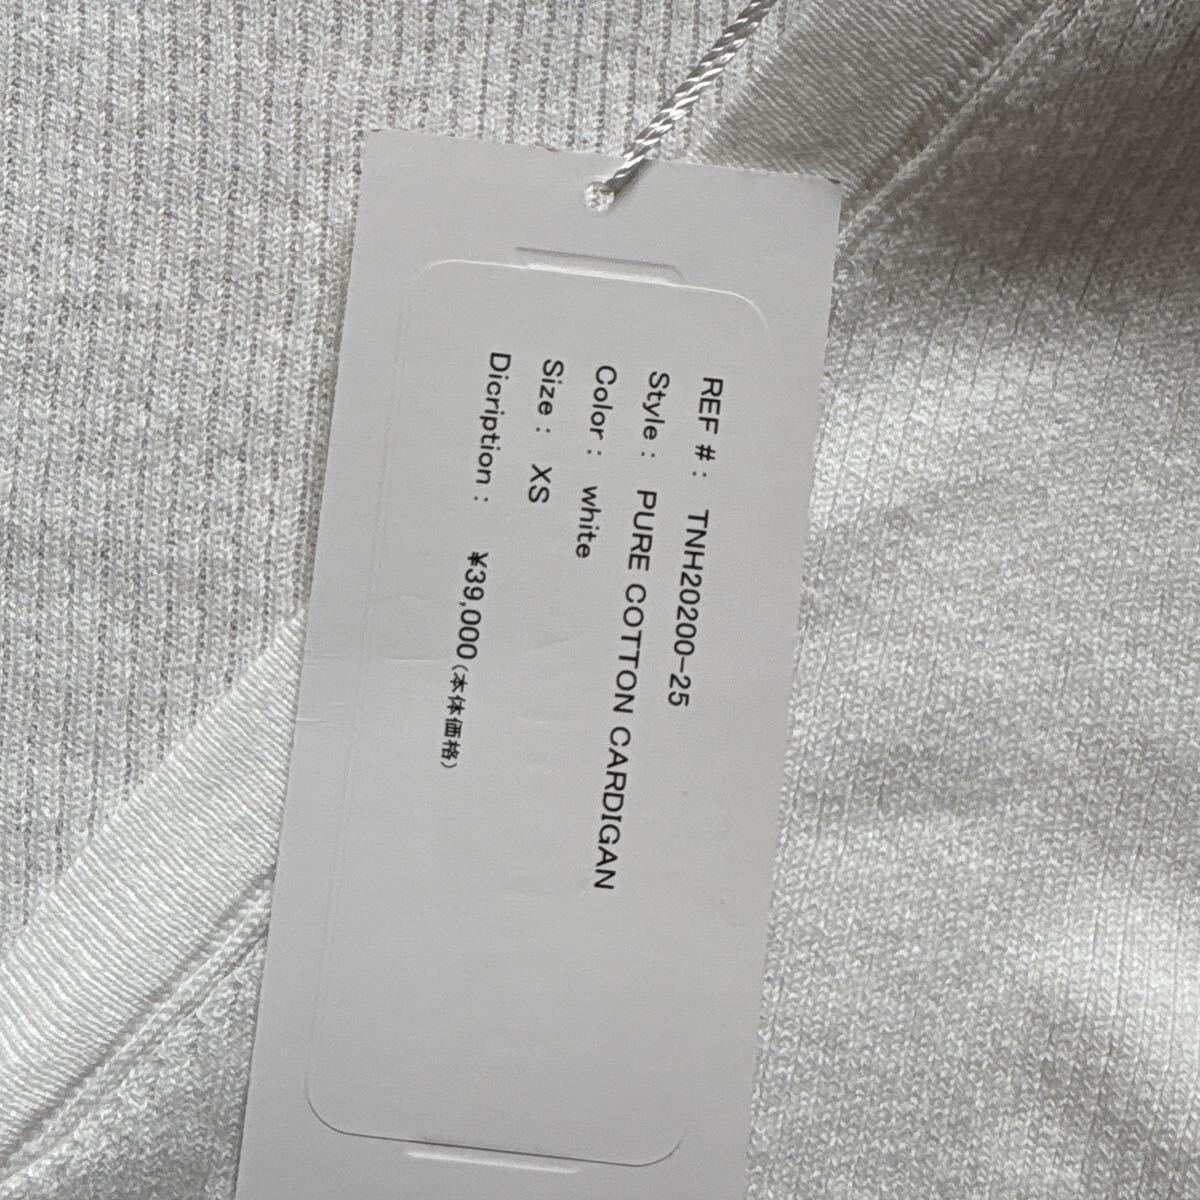 REF #: TNH20200-25
Style : PURE COTTON CARDIGAN
Color : white
Size : XS
Dicription : ¥39,000(本体価格)